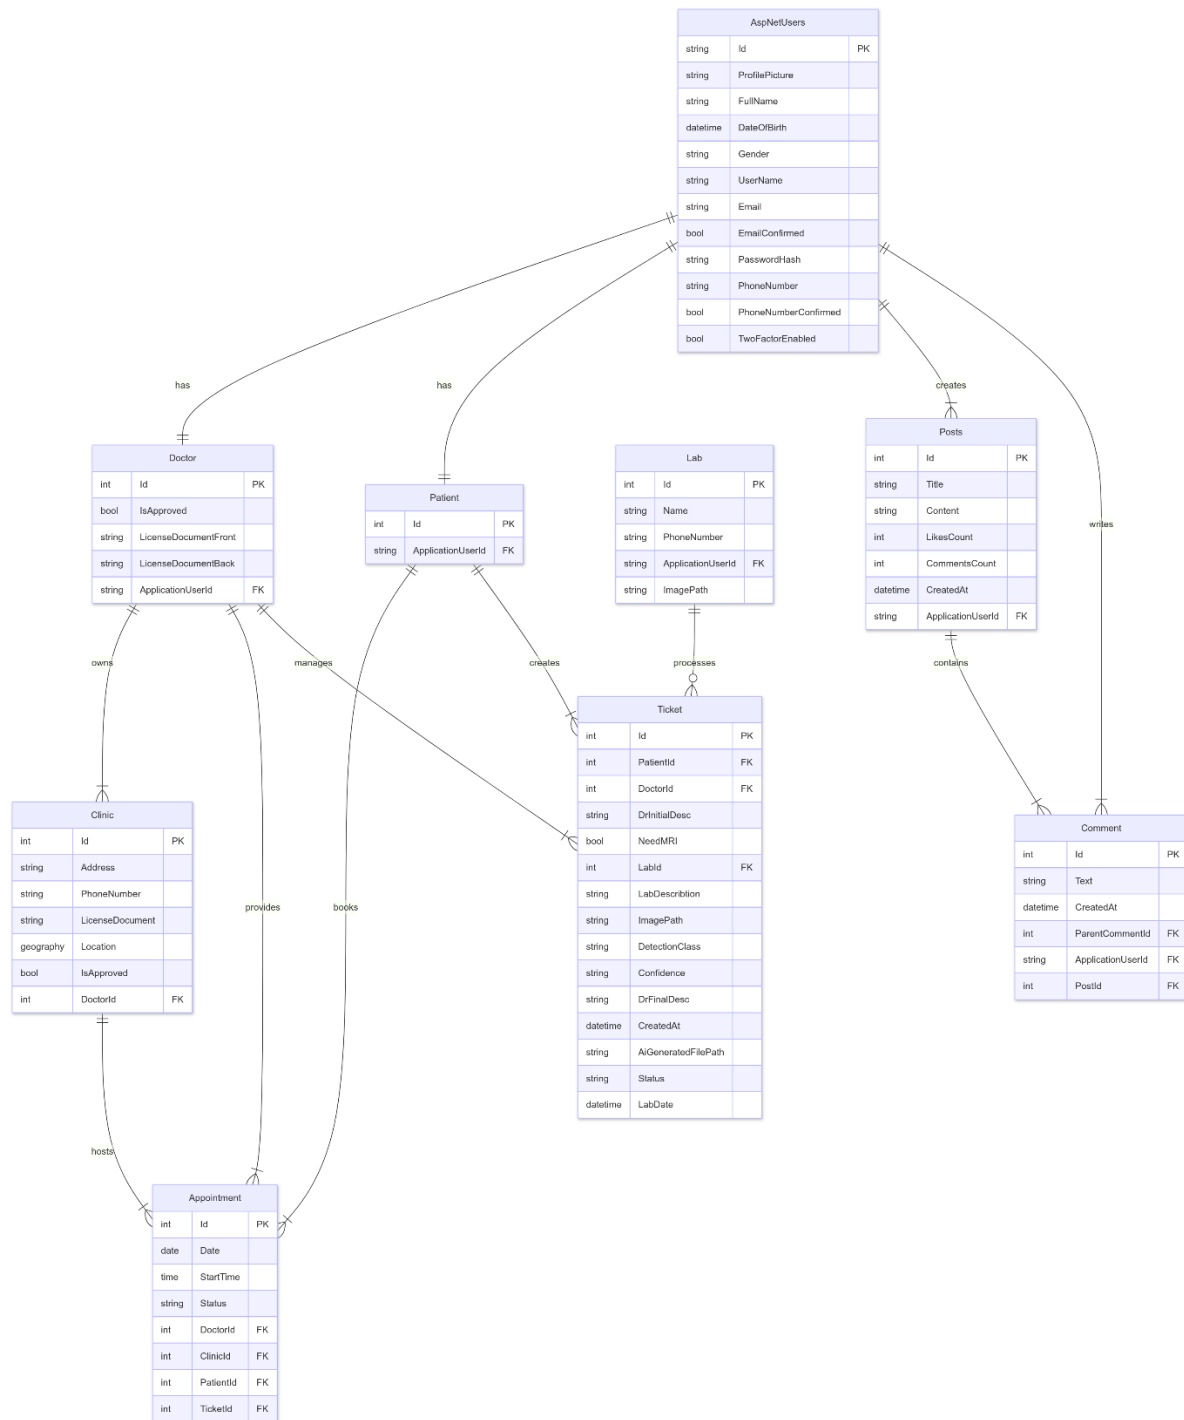 AspNetUsers
string Id PK
string ProfilePicture
string FullName
datetime DateOfBirth
string Gender
string UserName
string Email
bool EmailConfirmed
string PasswordHash
string PhoneNumber
bool PhoneNumberConfirmed
bool TwoFactorEnabled
has
has
creates
writes
Doctor
int Id PK
bool IsApproved
string LicenseDocumentFront
string LicenseDocumentBack
string ApplicationUserId FK
Patient
int Id PK
string ApplicationUserId FK
Lab
int Id PK
string Name
string PhoneNumber
string ApplicationUserId FK
string ImagePath
Posts
int Id PK
string Title
string Content
int LikesCount
int CommentsCount
datetime CreatedAt
string ApplicationUserId FK
owns
manages
creates
processes
contains
Ticket
int Id PK
int PatientId FK
int DoctorId FK
string DrInitialDesc
bool NeedMRI
int LabId FK
string LabDescribtion
string ImagePath
string DetectionClass
string Confidence
string DrFinalDesc
datetime CreatedAt
string AiGeneratedFilePath
string Status
datetime LabDate
Clinic
int Id PK
string Address
string PhoneNumber
string LicenseDocument
geography Location
bool IsApproved
int DoctorId FK
provides
books
Comment
int Id PK
string Text
datetime CreatedAt
int ParentCommentId FK
string ApplicationUserId FK
int PostId FK
hosts
Appointment
int Id PK
date Date
time StartTime
string Status
int DoctorId FK
int ClinicId FK
int PatientId FK
int TicketId FK